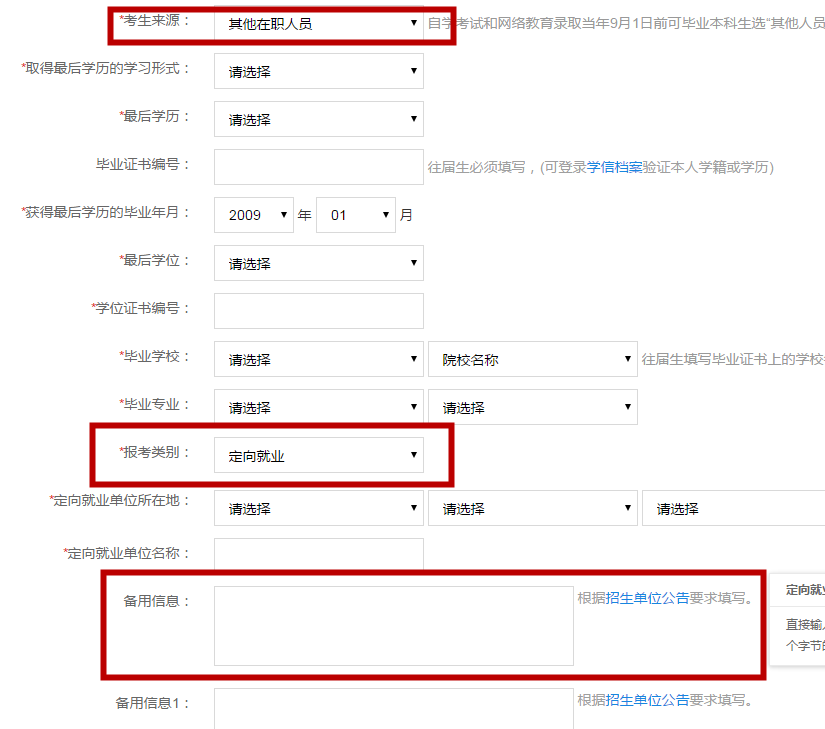 *考生来源： 其他在职人员 自学考试和网络教育录取当年9月1日前可毕业本科生选“其他人员
*取得最后学历的学习形式： 请选择
*最后学历： 请选择
毕业证书编号： 往届生必须填写，(可登录学信档案验证本人学籍或学历)
*获得最后学历的毕业年月： 2009 年 01 月
*最后学位： 请选择
*学位证书编号：
*毕业学校： 请选择 院校名称 往届生填写毕业证书上的学校
*毕业专业： 请选择 请选择
*报考类别： 定向就业
*定向就业单位所在地： 请选择 请选择 请选择
*定向就业单位名称：
备用信息： 根据招生单位公告要求填写。
定向就业
直接输入
个字节的
备用信息1： 根据招生单位公告要求填写。